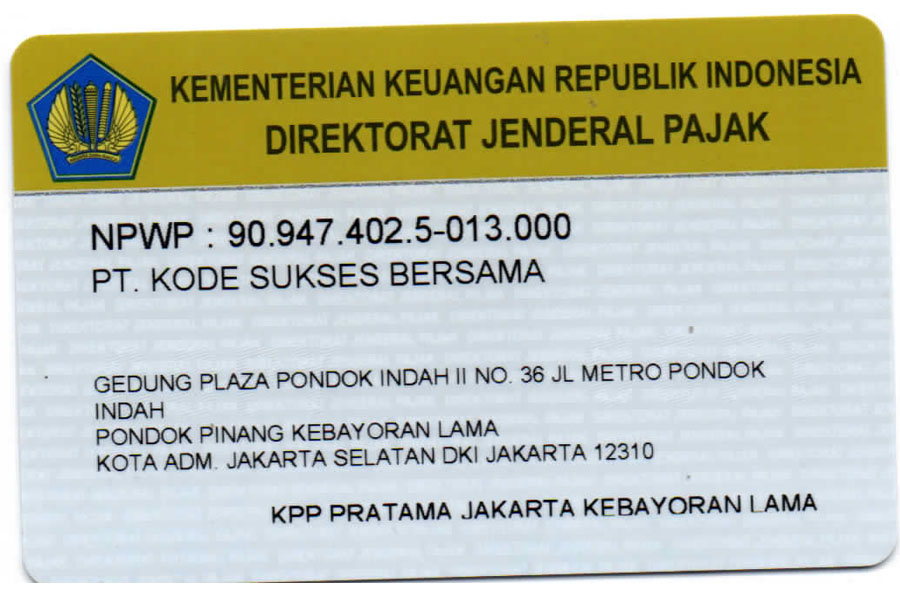 KEMENTERIAN KEUANGAN REPUBLIK INDONESIA
DIREKTORAT JENDERAL PAJAK
NPWP : 90.947.402.5-013.000
PT. KODE SUKSES BERSAMA
GEDUNG PLAZA PONDOK INDAH II NO. 36 JL METRO PONDOK
INDAH
PONDOK PINANG KEBAYORAN LAMA
KOTA ADM. JAKARTA SELATAN DKI JAKARTA 12310
KPP PRATAMA JAKARTA KEBAYORAN LAMA